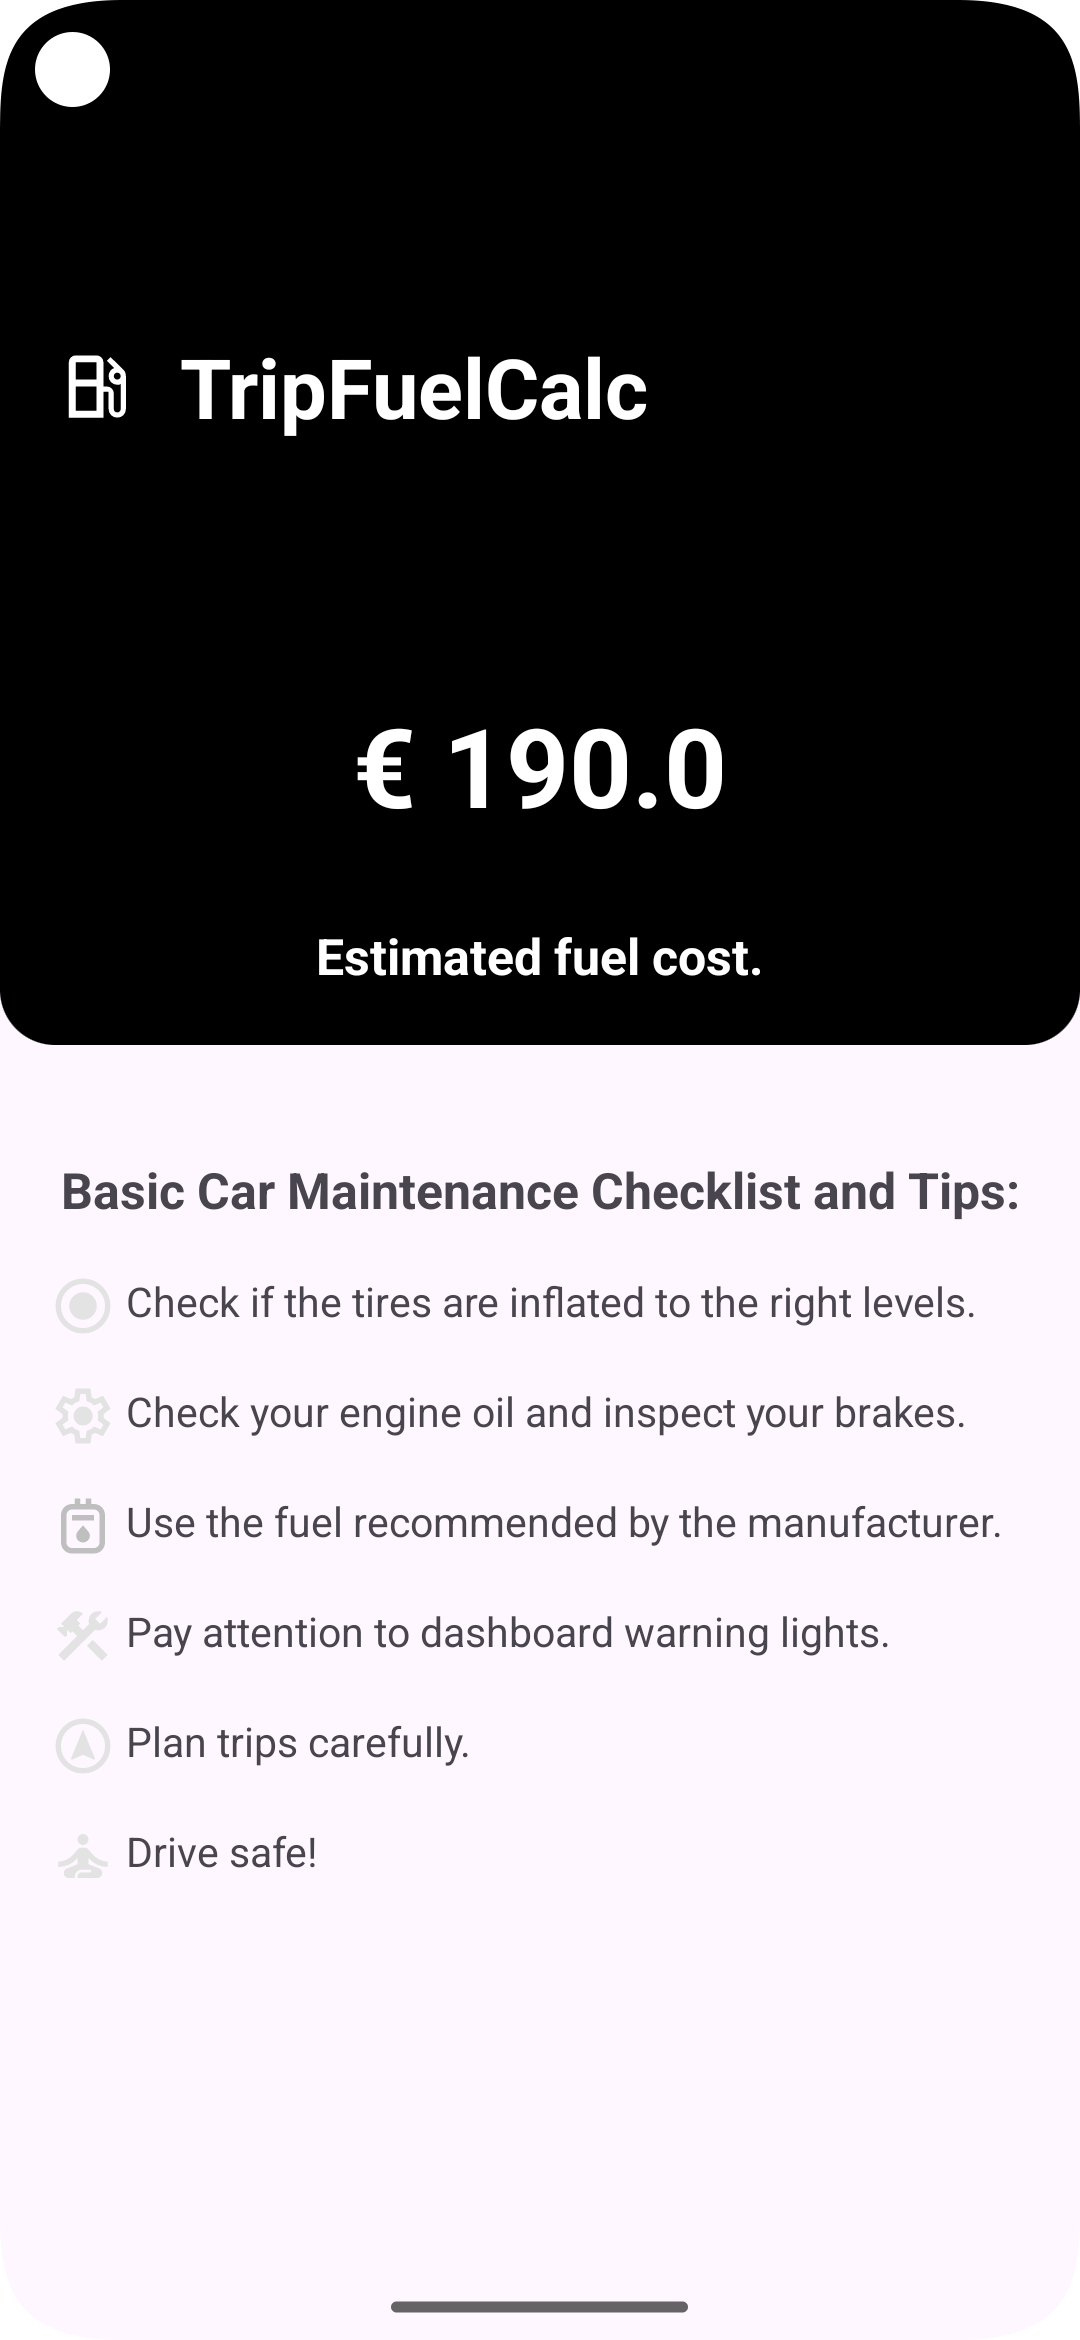 TripFuelCalc
€ 190.0
Estimated fuel cost.
Basic Car Maintenance Checklist and Tips:
Check if the tires are inflated to the right levels.
Check your engine oil and inspect your brakes.
Use the fuel recommended by the manufacturer.
Pay attention to dashboard warning lights.
Plan trips carefully.
Drive safe!